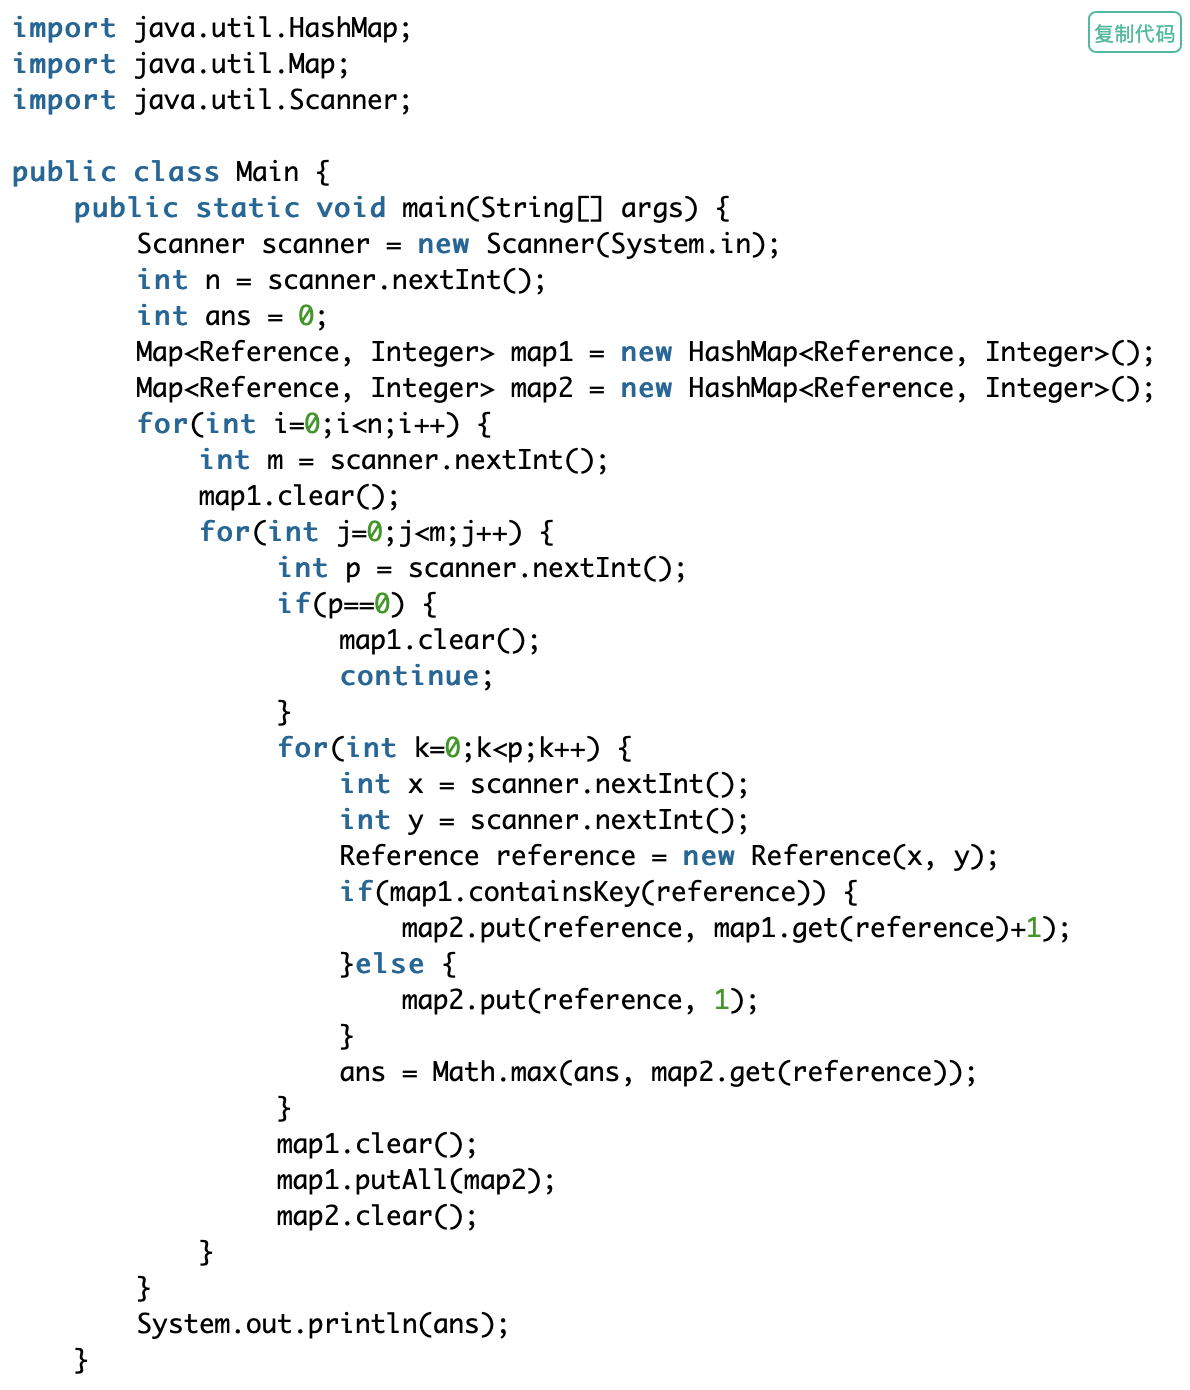 import java.util.HashMap;
复制代码
import java.util.Map;
import java.util.Scanner;

public class Main {
    public static void main(String[] args) {
        Scanner scanner = new Scanner(System.in);
        int n = scanner.nextInt();
        int ans = 0;
        Map<Reference, Integer> map1 = new HashMap<Reference, Integer>();
        Map<Reference, Integer> map2 = new HashMap<Reference, Integer>();
        for(int i=0;i<n;i++) {
            int m = scanner.nextInt();
            map1.clear();
            for(int j=0;j<m;j++) {
                 int p = scanner.nextInt();
                 if(p==0) {
                     map1.clear();
                     continue;
                 }
                 for(int k=0;k<p;k++) {
                     int x = scanner.nextInt();
                     int y = scanner.nextInt();
                     Reference reference = new Reference(x, y);
                     if(map1.containsKey(reference)) {
                         map2.put(reference, map1.get(reference)+1);
                     }else {
                         map2.put(reference, 1);
                     }
                     ans = Math.max(ans, map2.get(reference));
                 }
                 map1.clear();
                 map1.putAll(map2);
                 map2.clear();
            }
        }
        System.out.println(ans);
    }